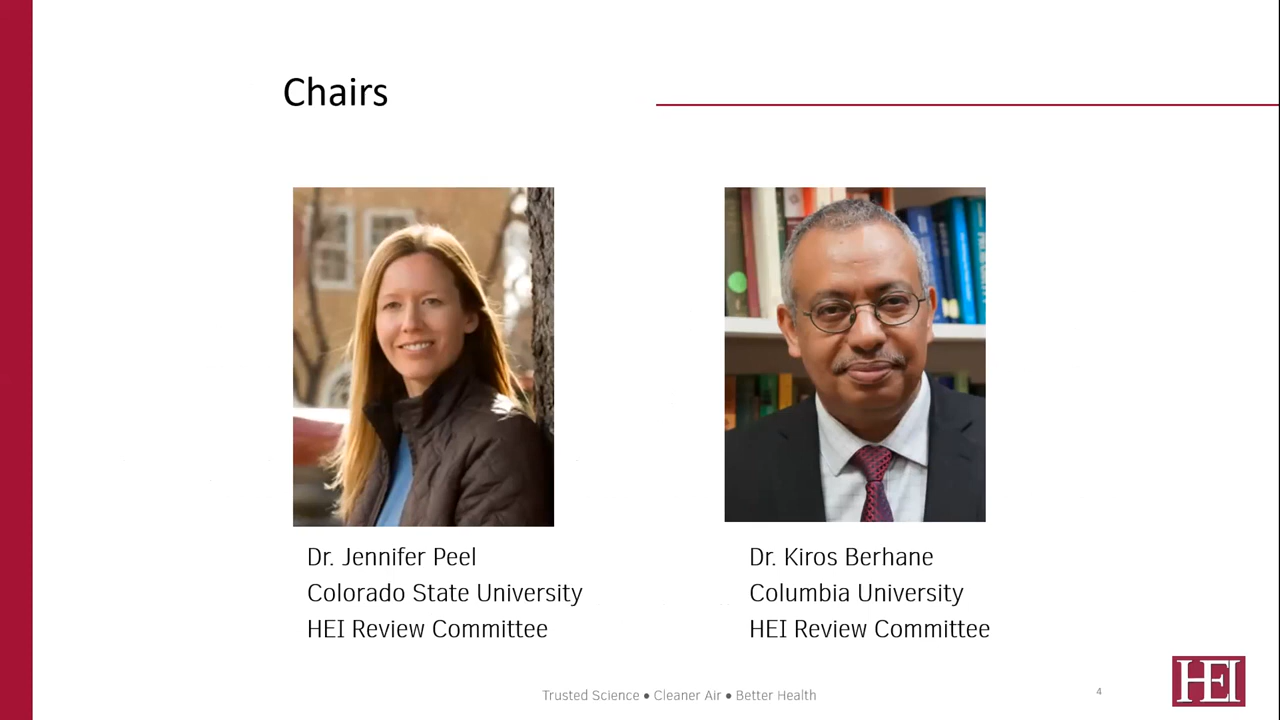 Chairs
Dr. Jennifer Peel
Colorado State University
HEI Review Committee
Dr. Kiros Berhane
Columbia University
HEI Review Committee
Trusted Science ● Cleaner Air ● Better Health
4
HEI